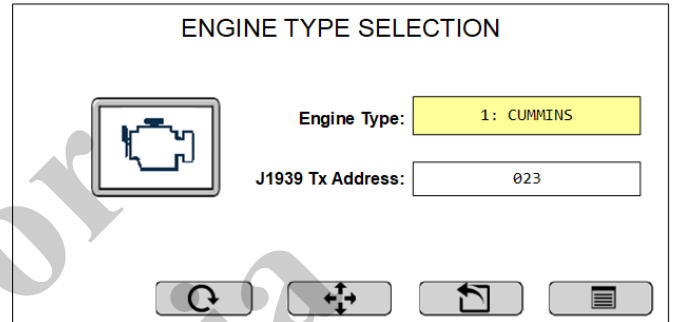 ENGINE TYPE SELECTION
Engine Type: 1: CUMMINS
J1939 Tx Address: 023